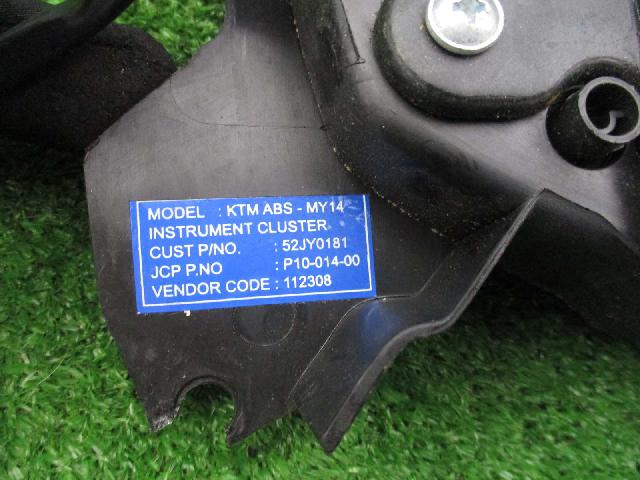 MODEL : KTM ABS - MY14
INSTRUMENT CLUSTER
CUST P/NO. : 52JY0181
JCP P.NO : P10-014-00
VENDOR CODE : 112308